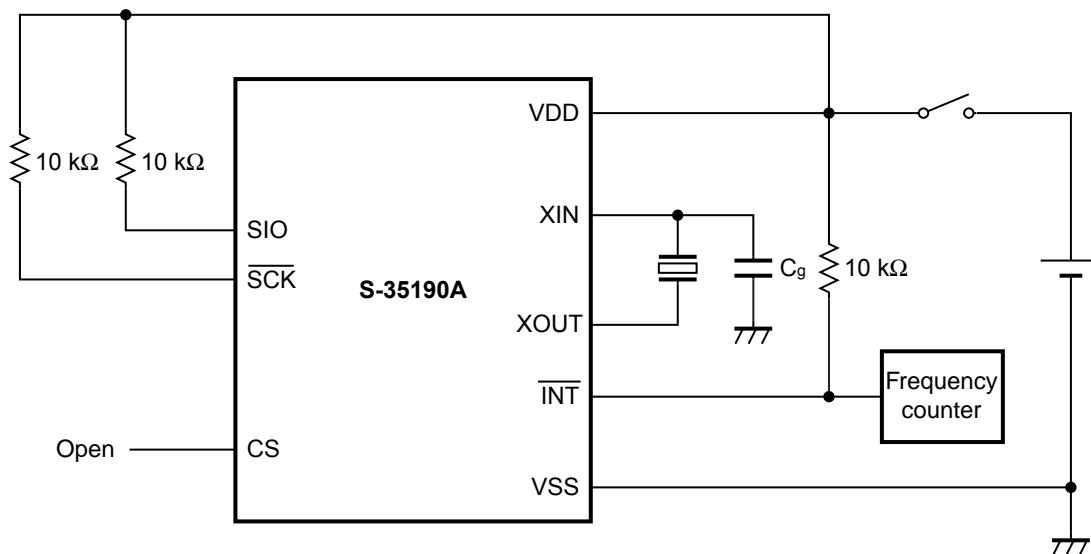 VDD
10 kΩ
10 kΩ
XIN
SIO
Cg
10 kΩ
SCK
S-35190A
XOUT
INT
Frequency
counter
Open
CS
VSS